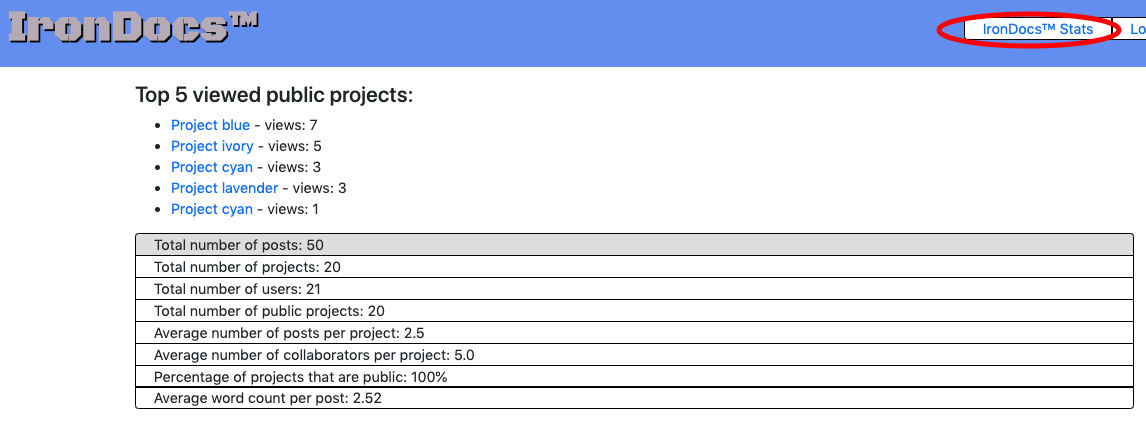 IronDocs™
IronDocs™ Stats
Lo
Top 5 viewed public projects:
• Project blue - views: 7
• Project ivory - views: 5
• Project cyan - views: 3
• Project lavender - views: 3
• Project cyan - views: 1
Total number of posts: 50
Total number of projects: 20
Total number of users: 21
Total number of public projects: 20
Average number of posts per project: 2.5
Average number of collaborators per project: 5.0
Percentage of projects that are public: 100%
Average word count per post: 2.52